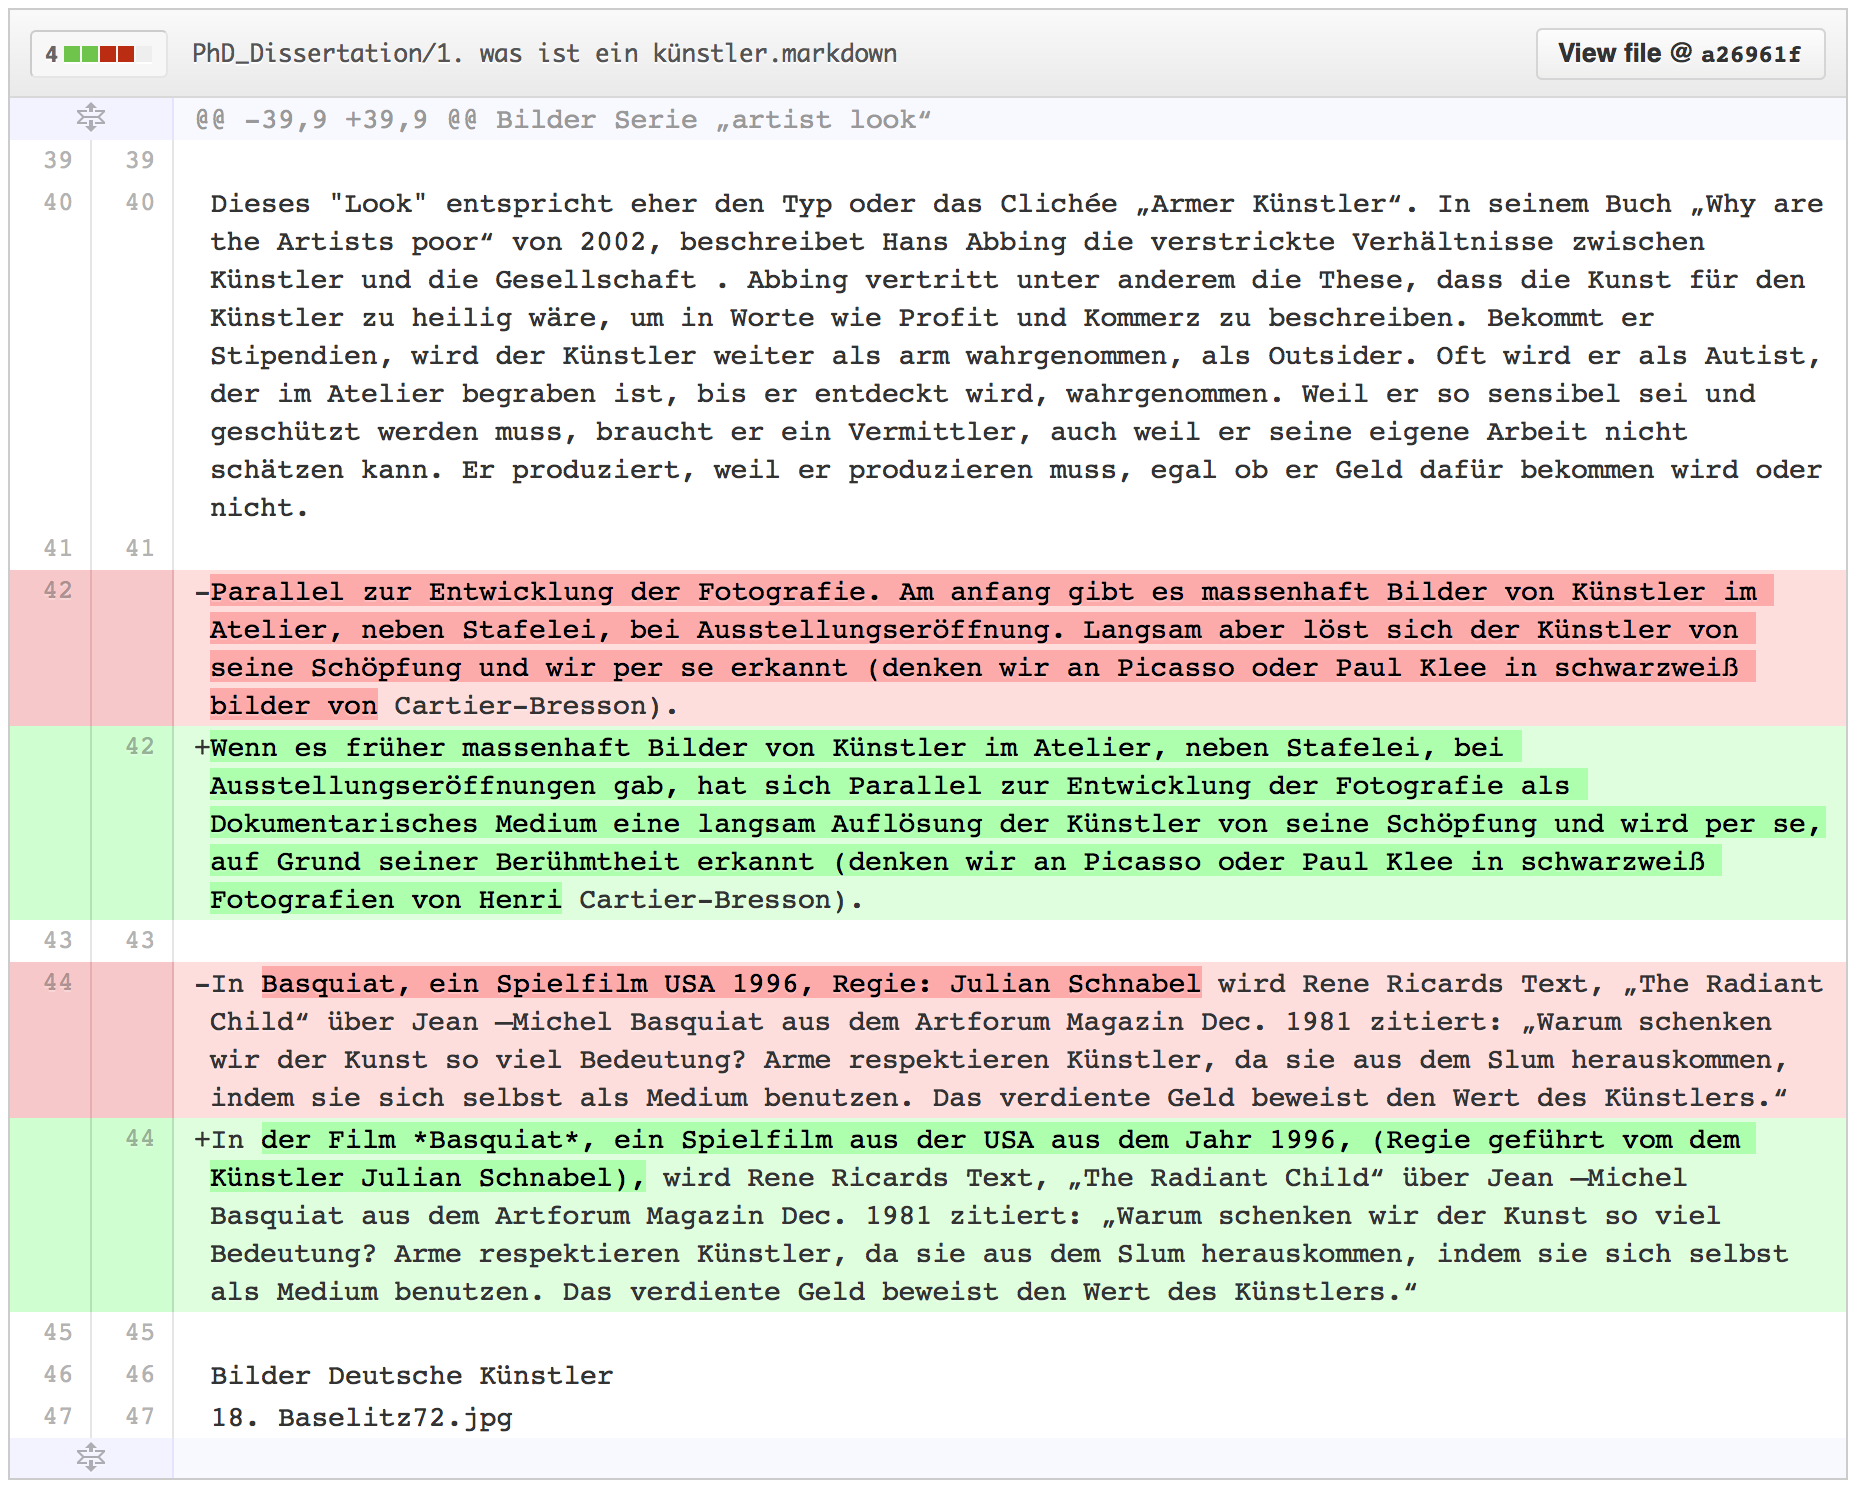 4 PhD_Dissertation/1. was ist ein künstler.markdown View file @ a26961f
@@ -39,9 +39,9 @@ Bilder Serie „artist look“
39 39
40 40 Dieses "Look" entspricht eher den Typ oder das Clichée „Armer Künstler“. In seinem Buch „Why are
the Artists poor“ von 2002, beschreibet Hans Abbing die verstrickte Verhältnisse zwischen
Künstler und die Gesellschaft . Abbing vertritt unter anderem die These, dass die Kunst für den
Künstler zu heilig wäre, um in Worte wie Profit und Kommerz zu beschreiben. Bekommt er
Stipendien, wird der Künstler weiter als arm wahrgenommen, als Outsider. Oft wird er als Autist,
der im Atelier begraben ist, bis er entdeckt wird, wahrgenommen. Weil er so sensibel sei und
geschützt werden muss, braucht er ein Vermittler, auch weil er seine eigene Arbeit nicht
schätzen kann. Er produziert, weil er produzieren muss, egal ob er Geld dafür bekommen wird oder
nicht.
41 41
42 -Parallel zur Entwicklung der Fotografie. Am anfang gibt es massenhaft Bilder von Künstler im
Atelier, neben Stafelei, bei Ausstellungseröffnung. Langsam aber löst sich der Künstler von
seine Schöpfung und wir per se erkannt (denken wir an Picasso oder Paul Klee in schwarzweiß
bilder von Cartier-Bresson).
42 +Wenn es früher massenhaft Bilder von Künstler im Atelier, neben Stafelei, bei
Ausstellungseröffnungen gab, hat sich Parallel zur Entwicklung der Fotografie als
Dokumentarisches Medium eine langsam Auflösung der Künstler von seine Schöpfung und wird per se,
auf Grund seiner Berühmtheit erkannt (denken wir an Picasso oder Paul Klee in schwarzweiß
Fotografien von Henri Cartier-Bresson).
43 43
44 -In Basquiat, ein Spielfilm USA 1996, Regie: Julian Schnabel wird Rene Ricards Text, „The Radiant
Child“ über Jean –Michel Basquiat aus dem Artforum Magazin Dec. 1981 zitiert: „Warum schenken
wir der Kunst so viel Bedeutung? Arme respektieren Künstler, da sie aus dem Slum herauskommen,
indem sie sich selbst als Medium benutzen. Das verdiente Geld beweist den Wert des Künstlers.“
44 +In der Film *Basquiat*, ein Spielfilm aus der USA aus dem Jahr 1996, (Regie geführt vom dem
Künstler Julian Schnabel), wird Rene Ricards Text, „The Radiant Child“ über Jean –Michel
Basquiat aus dem Artforum Magazin Dec. 1981 zitiert: „Warum schenken wir der Kunst so viel
Bedeutung? Arme respektieren Künstler, da sie aus dem Slum herauskommen, indem sie sich selbst
als Medium benutzen. Das verdiente Geld beweist den Wert des Künstlers.“
45 45
46 46 Bilder Deutsche Künstler
47 47 18. Baselitz72.jpg